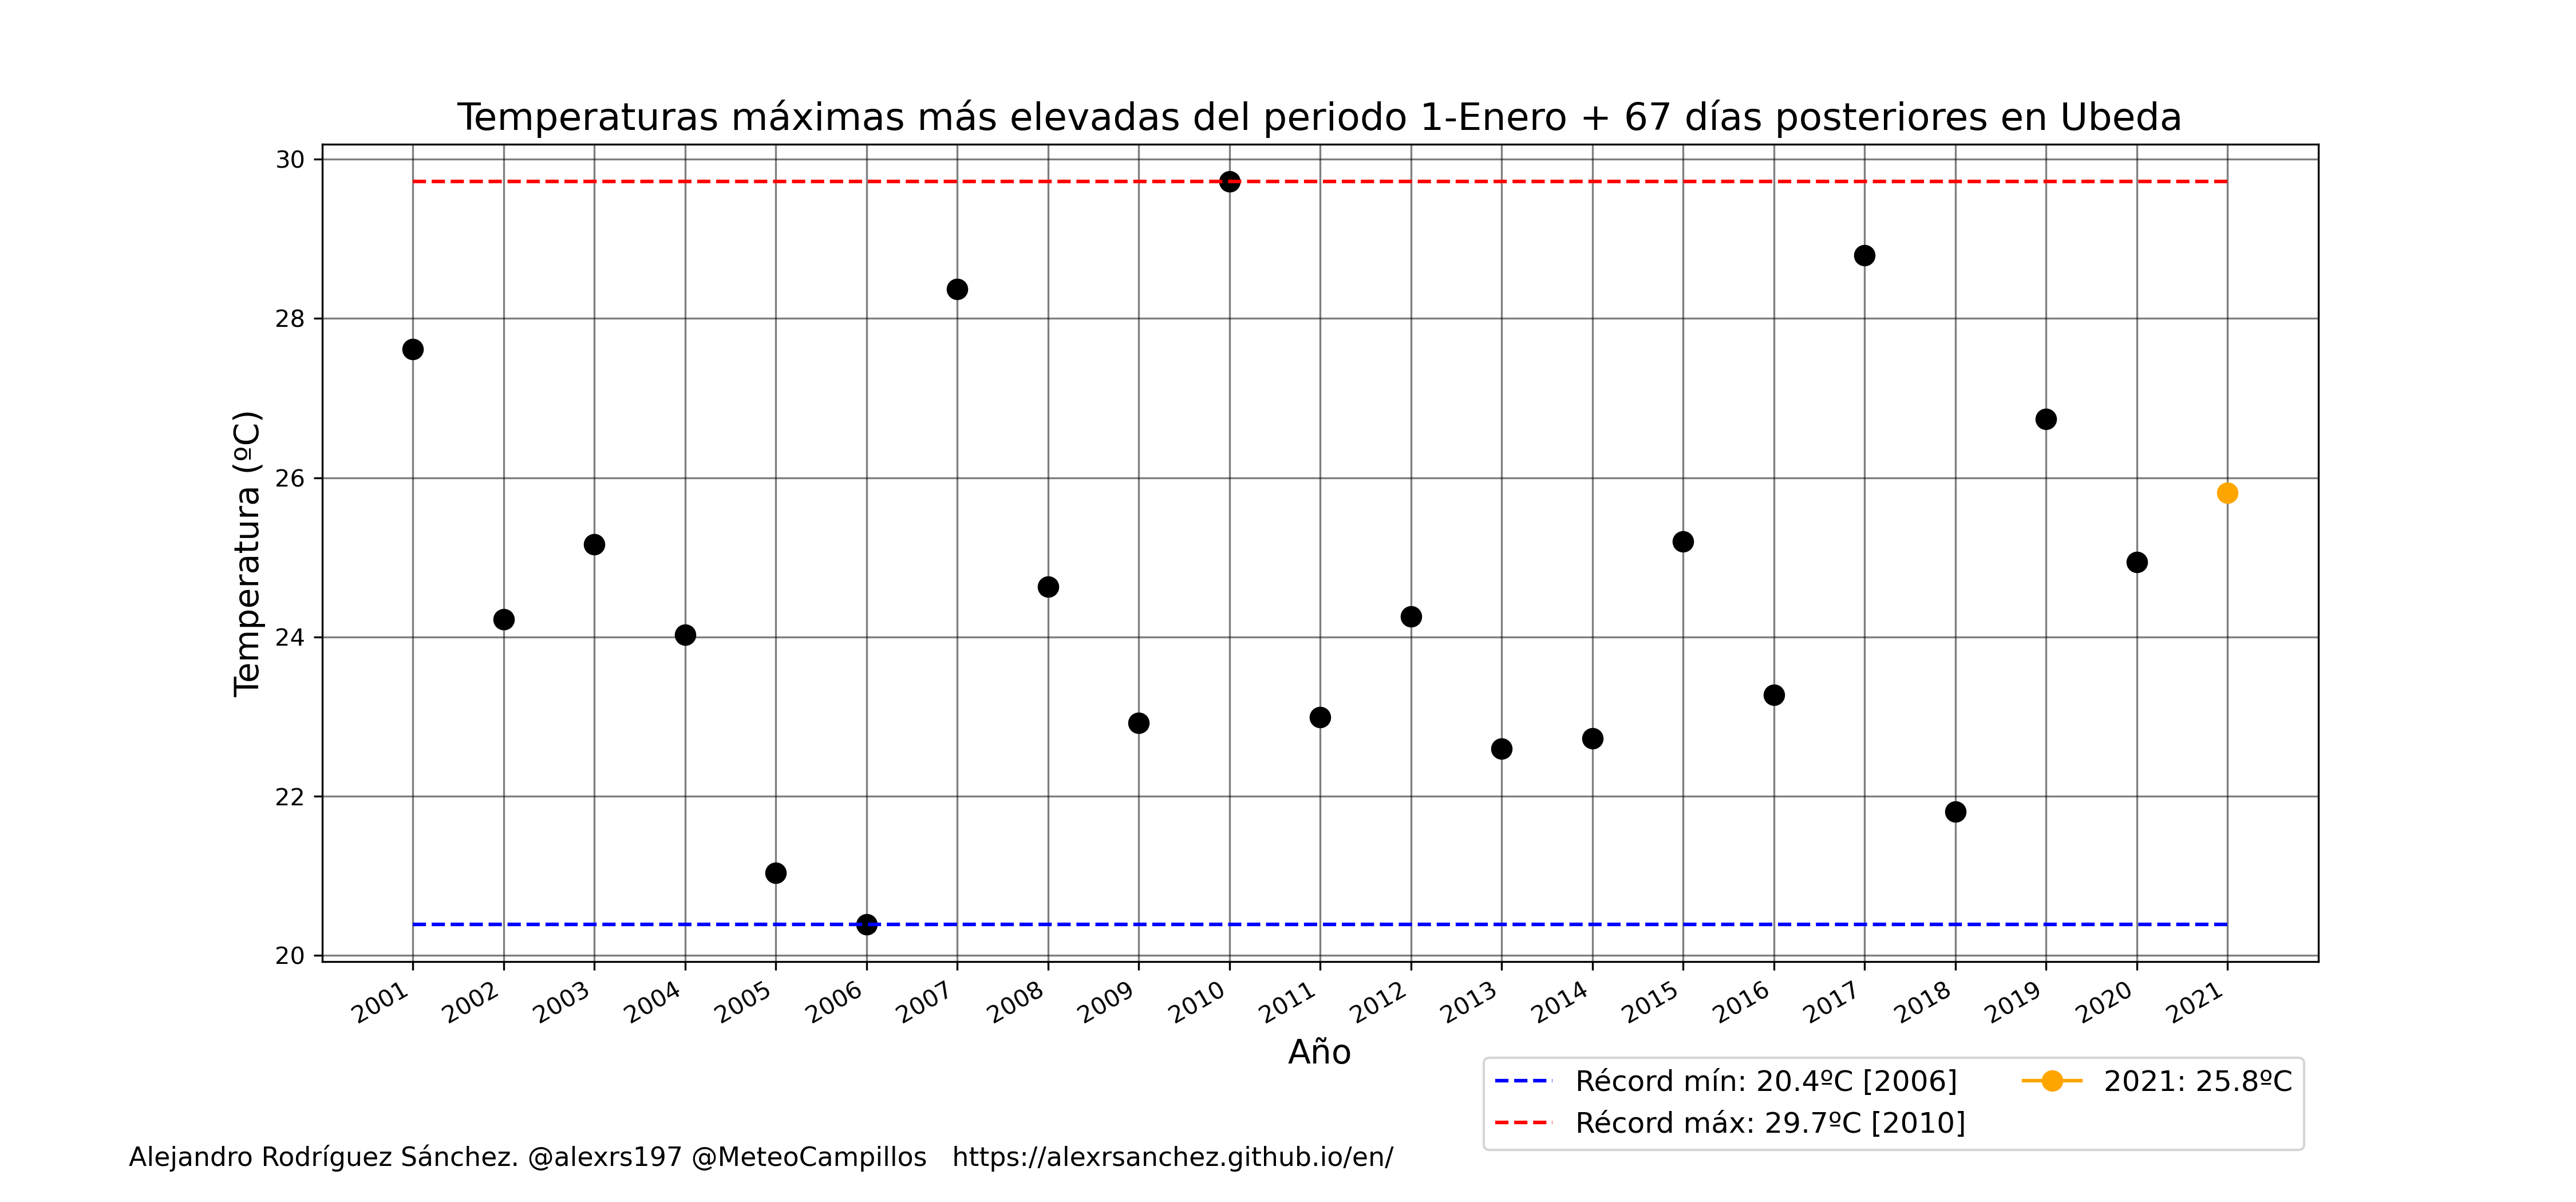 Temperaturas máximas más elevadas del periodo 1-Enero + 67 días posteriores en Ubeda
Temperatura (ºC)
30
28
26
24
22
20
2001 2002 2003 2004 2005 2006 2007 2008 2009 2010 2011 2012 2013 2014 2015 2016 2017 2018 2019 2020 2021
Año
Récord mín: 20.4ºC [2006]
Récord máx: 29.7ºC [2010]
2021: 25.8ºC
Alejandro Rodríguez Sánchez. @alexrs197 @MeteoCampillos https://alexrsanchez.github.io/en/